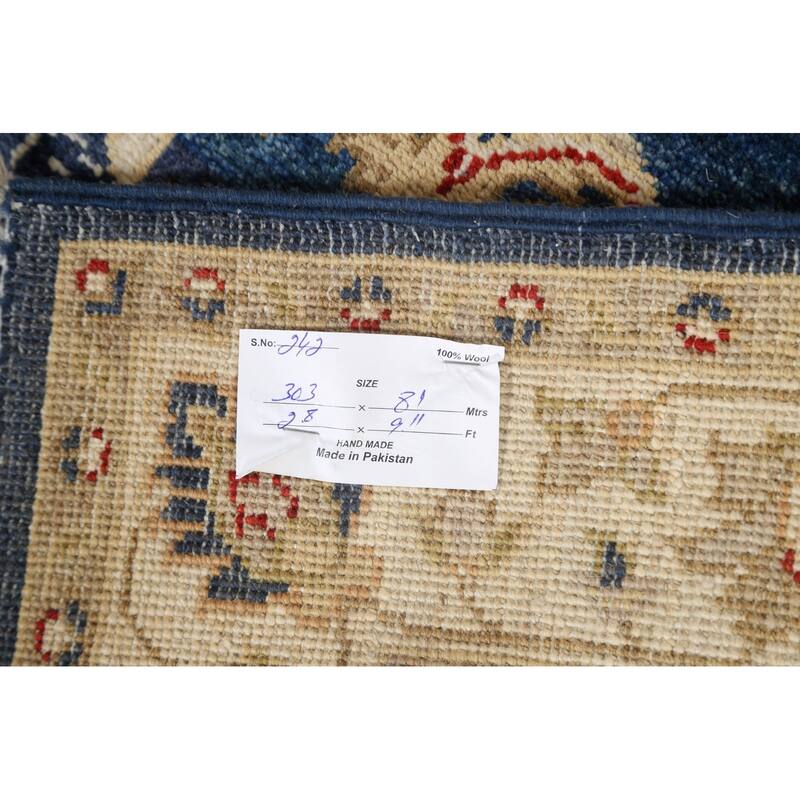 S.No: 242
100% Wool
SIZE
303 × 81 Mtrs
2.8 × 9'11 Ft
HAND MADE
Made in Pakistan